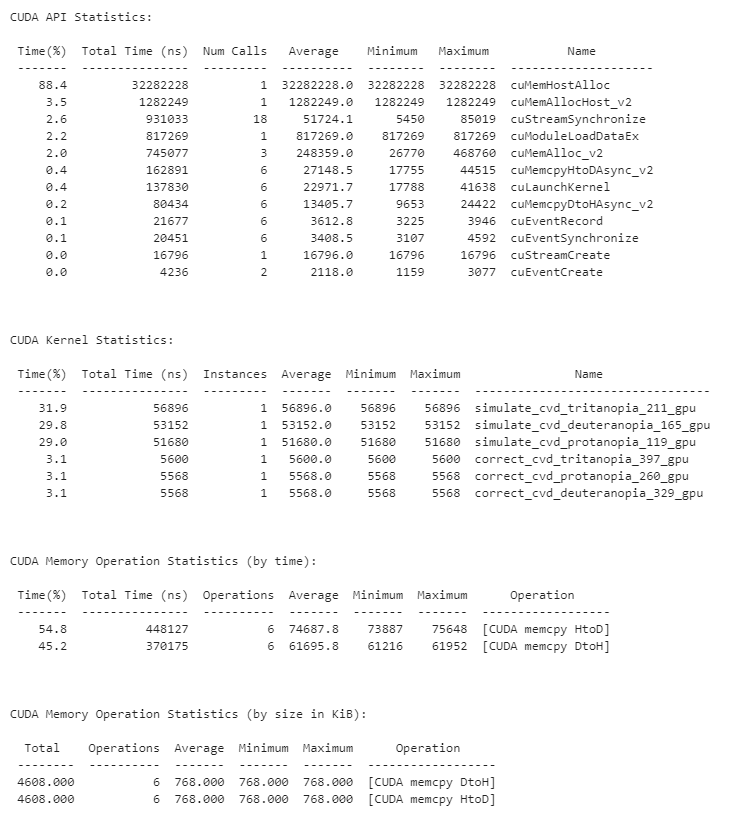 CUDA API Statistics:
Time(%) Total Time (ns) Num Calls Average Minimum Maximum Name
------- --------------- --------- ---------- -------- -------- --------------------
88.4 32282228 1 32282228.0 32282228 32282228 cuMemHostAlloc
3.5 1282249 1 1282249.0 1282249 1282249 cuMemAllocHost_v2
2.6 931033 18 51724.1 5450 85019 cuStreamSynchronize
2.2 817269 1 817269.0 817269 817269 cuModuleLoadDataEx
2.0 745077 3 248359.0 26770 468760 cuMemAlloc_v2
0.4 162891 6 27148.5 17755 44515 cuMemcpyHtoDAsync_v2
0.4 137830 6 22971.7 17788 41638 cuLaunchKernel
0.2 80434 6 13405.7 9653 24422 cuMemcpyDtoHAsync_v2
0.1 21677 6 3612.8 3225 3946 cuEventRecord
0.1 20451 6 3408.5 3107 4592 cuEventSynchronize
0.0 16796 1 16796.0 16796 16796 cuStreamCreate
0.0 4236 2 2118.0 1159 3077 cuEventCreate
CUDA Kernel Statistics:
Time(%) Total Time (ns) Instances Average Minimum Maximum Name
------- --------------- --------- ------- ------- ------- ---------------------------------
31.9 56896 1 56896.0 56896 56896 simulate_cvd_tritanopia_211_gpu
29.8 53152 1 53152.0 53152 53152 simulate_cvd_deuteranopia_165_gpu
29.0 51680 1 51680.0 51680 51680 simulate_cvd_protanopia_119_gpu
3.1 5600 1 5600.0 5600 5600 correct_cvd_tritanopia_397_gpu
3.1 5568 1 5568.0 5568 5568 correct_cvd_protanopia_260_gpu
3.1 5568 1 5568.0 5568 5568 correct_cvd_deuteranopia_329_gpu
CUDA Memory Operation Statistics (by time):
Time(%) Total Time (ns) Operations Average Minimum Maximum Operation
------- --------------- ---------- ------- ------- ------- ------------------
54.8 448127 6 74687.8 73887 75648 [CUDA memcpy HtoD]
45.2 370175 6 61695.8 61216 61952 [CUDA memcpy DtoH]
CUDA Memory Operation Statistics (by size in KiB):
Total Operations Average Minimum Maximum Operation
-------- ---------- ------- ------- ------- ------------------
4608.000 6 768.000 768.000 768.000 [CUDA memcpy DtoH]
4608.000 6 768.000 768.000 768.000 [CUDA memcpy HtoD]